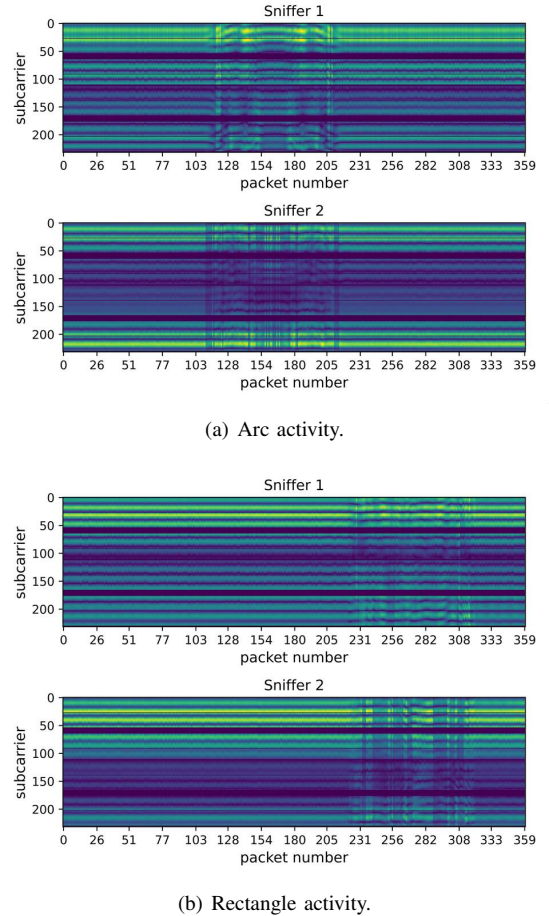 Sniffer 1
0
50
100
150
200
subcarrier
0 26 51 77 103 128 154 180 205 231 256 282 308 333 359
packet number
Sniffer 2
0
50
100
150
200
subcarrier
0 26 51 77 103 128 154 180 205 231 256 282 308 333 359
packet number
(a) Arc activity.
Sniffer 1
0
50
100
150
200
subcarrier
0 26 51 77 103 128 154 180 205 231 256 282 308 333 359
packet number
Sniffer 2
0
50
100
150
200
subcarrier
0 26 51 77 103 128 154 180 205 231 256 282 308 333 359
packet number
(b) Rectangle activity.